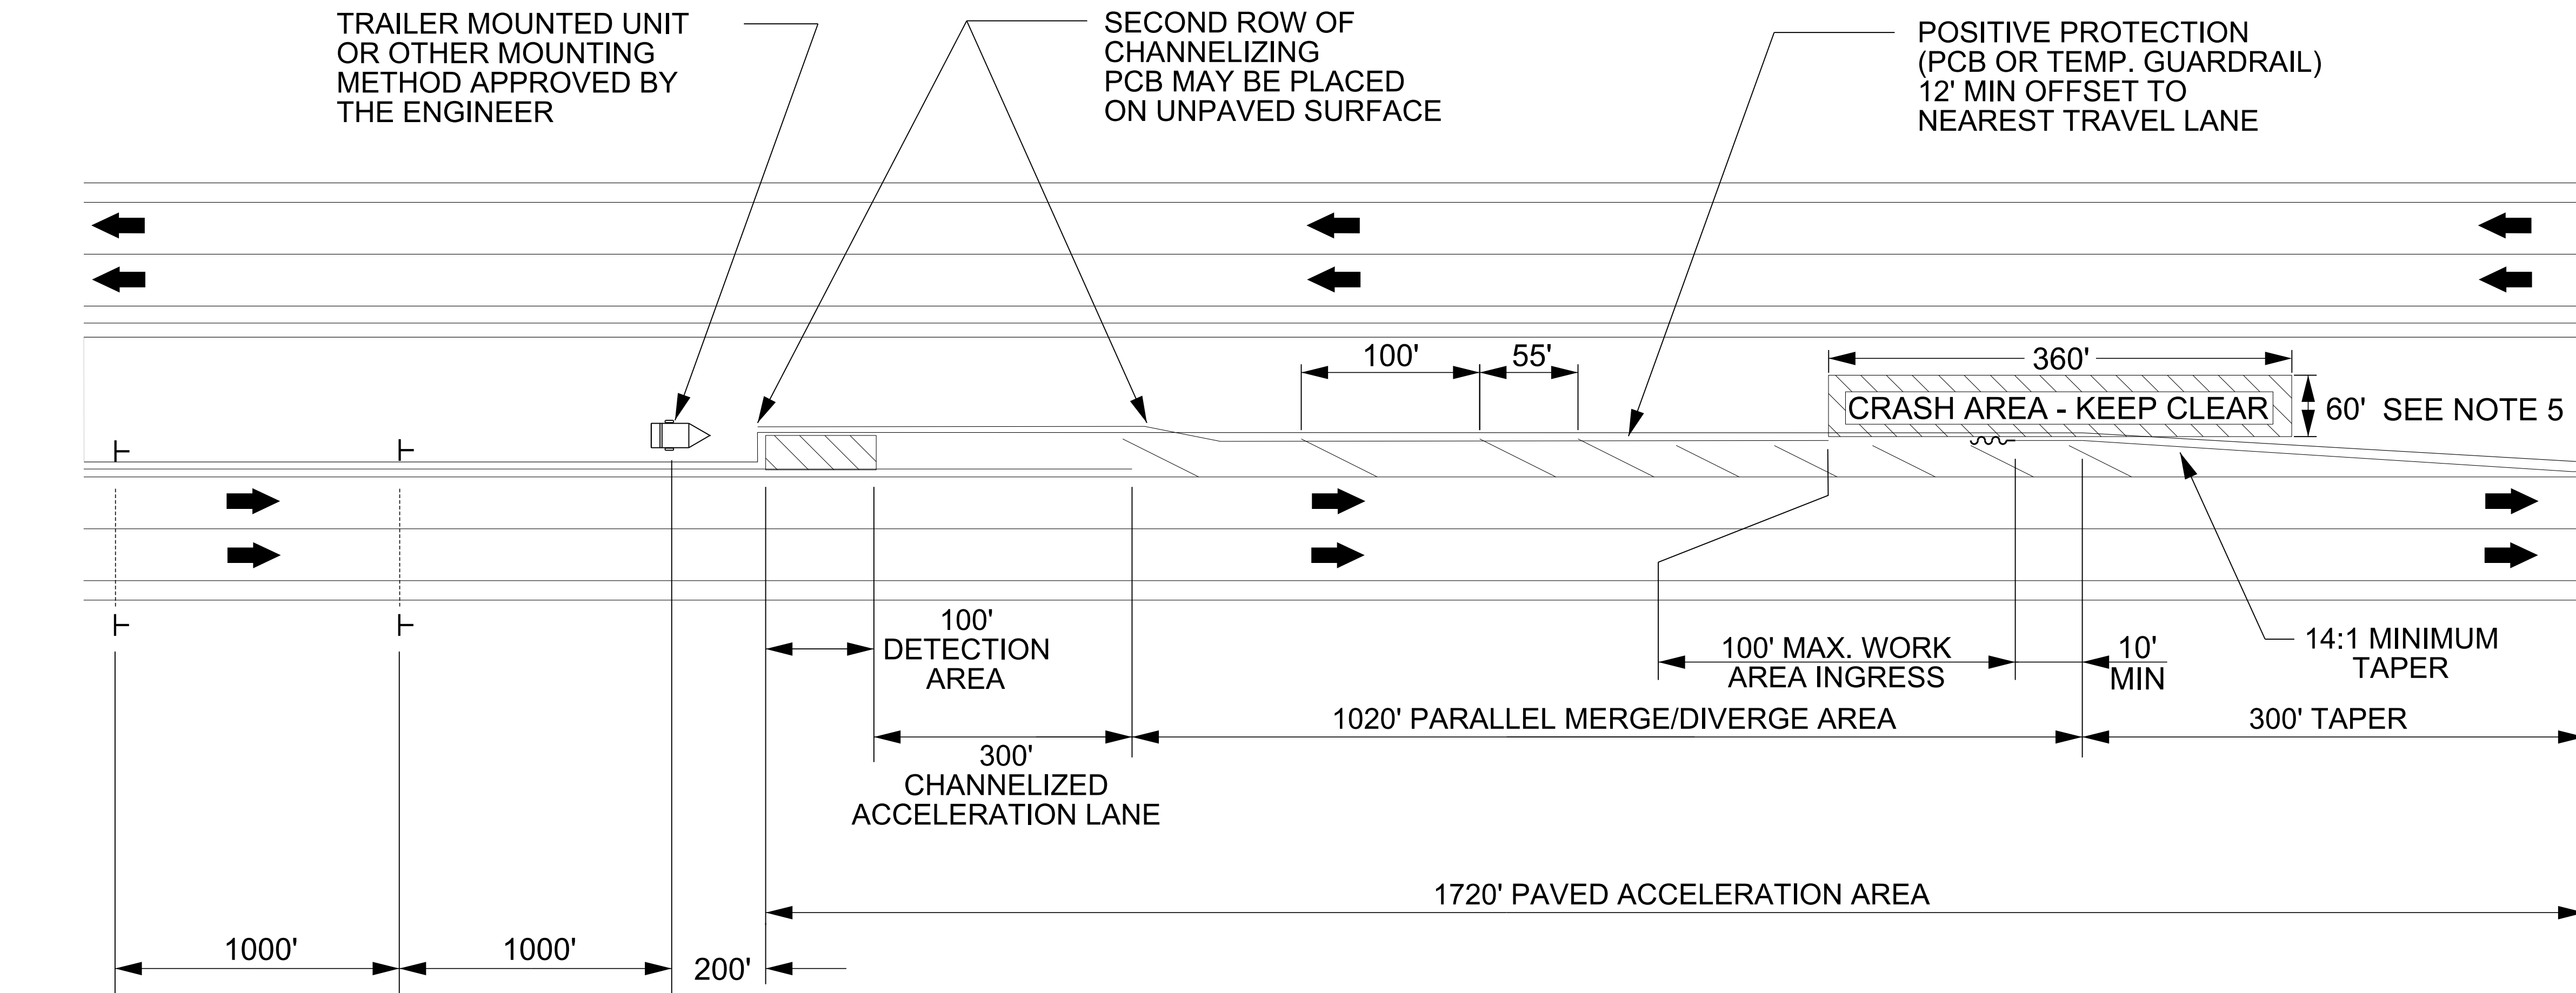 TRAILER MOUNTED UNIT
OR OTHER MOUNTING
METHOD APPROVED BY
THE ENGINEER
SECOND ROW OF
CHANNELIZING
PCB MAY BE PLACED
ON UNPAVED SURFACE
POSITIVE PROTECTION
(PCB OR TEMP. GUARDRAIL)
12' MIN OFFSET TO
NEAREST TRAVEL LANE
100'
55'
360'
CRASH AREA - KEEP CLEAR
60' SEE NOTE 5
100'
DETECTION
AREA
100' MAX. WORK
AREA INGRESS
10'
MIN
14:1 MINIMUM
TAPER
1020' PARALLEL MERGE/DIVERGE AREA
300' TAPER
300'
CHANNELIZED
ACCELERATION LANE
1720' PAVED ACCELERATION AREA
1000'
1000'
200'